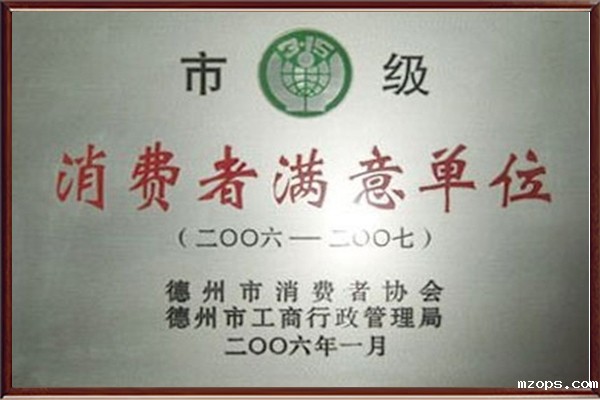 市 3·15 级
消费者满意单位
（二〇〇六 — 二〇〇七）
德州市消费者协会
德州市工商行政管理局
二〇〇六年一月
mzops.com